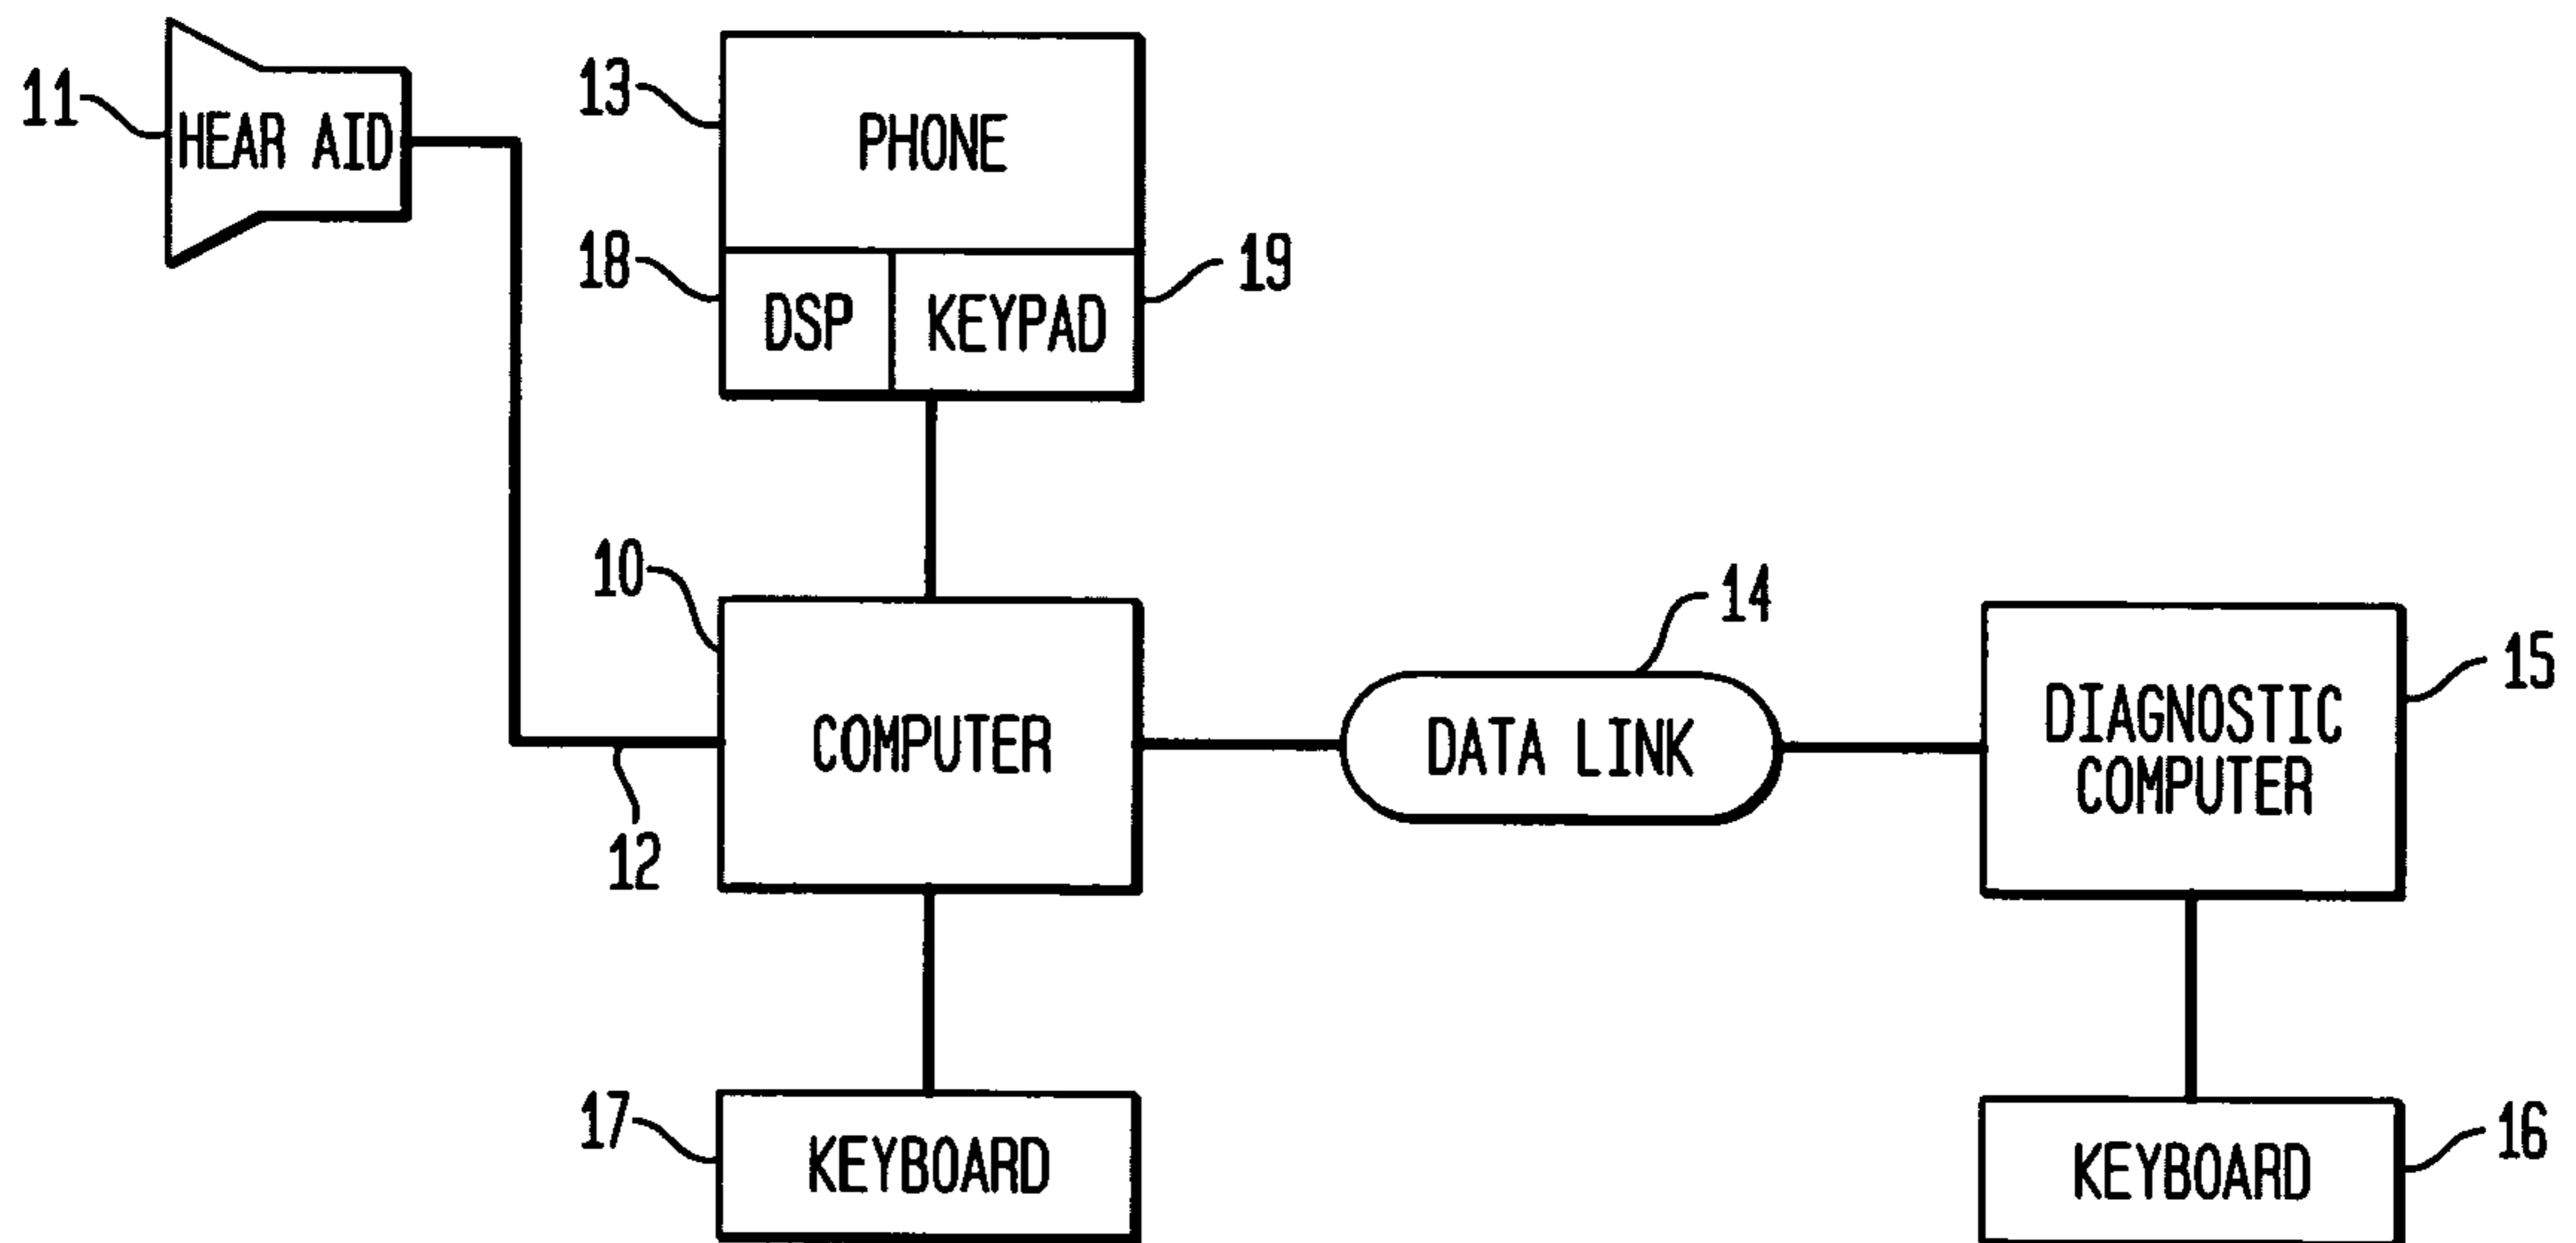 11
HEAR AID
13
PHONE
18
DSP
KEYPAD
19
10
COMPUTER
12
14
DATA LINK
15
DIAGNOSTIC
COMPUTER
17
KEYBOARD
16
KEYBOARD